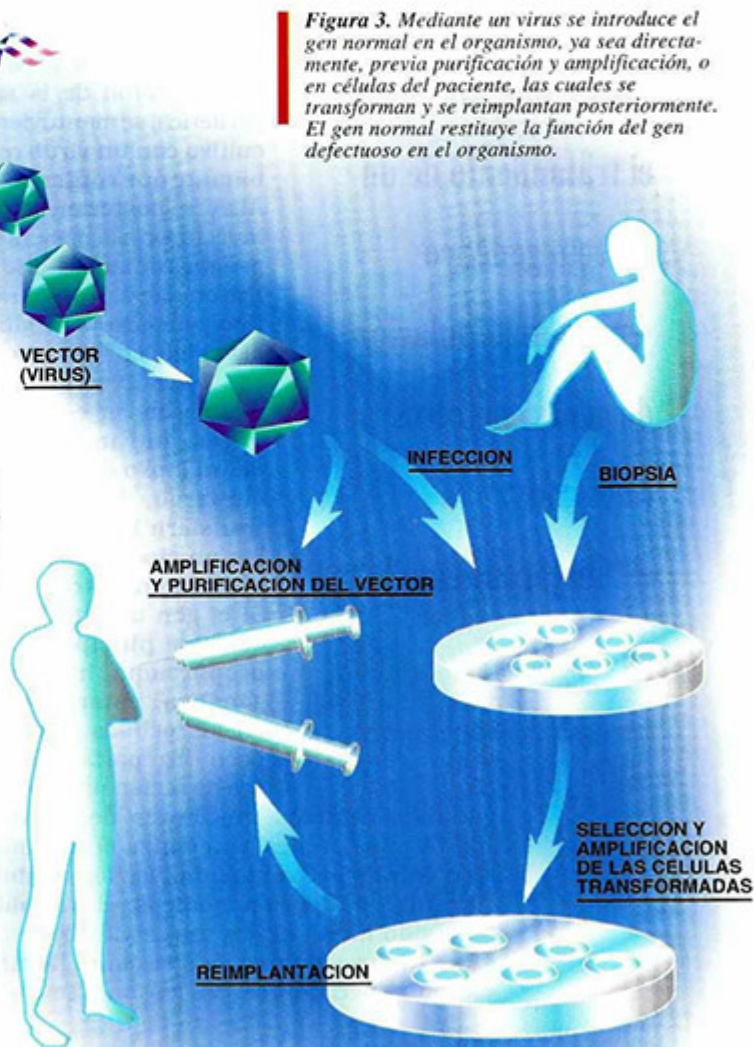 Figura 3. Mediante un virus se introduce el
gen normal en el organismo, ya sea directa-
mente, previa purificación y amplificación, o
en células del paciente, las cuales se
transforman y se reimplantan posteriormente.
El gen normal restituye la función del gen
defectuoso en el organismo.
VECTOR
(VIRUS)
INFECCION
BIOPSIA
AMPLIFICACION
Y PURIFICACION DEL VECTOR
SELECCION Y
AMPLIFICACION
DE LAS CELULAS
TRANSFORMADAS
REIMPLANTACION